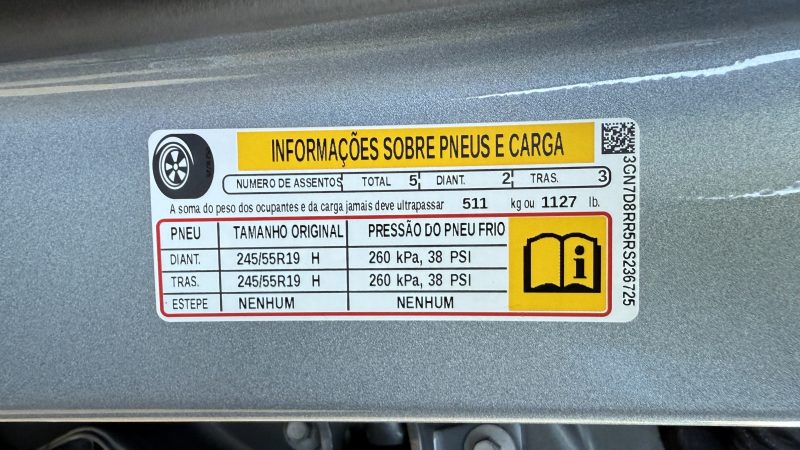 INFORMAÇÕES SOBRE PNEUS E CARGA
NUMERO DE ASSENTOS TOTAL 5 DIANT. 2 TRAS. 3
A soma do peso dos ocupantes e da carga jamais deve ultrapassar 511 kg ou 1127 lb.
PNEU TAMANHO ORIGINAL PRESSÃO DO PNEU FRIO
DIANT. 245/55R19 H 260 kPa, 38 PSI
TRAS. 245/55R19 H 260 kPa, 38 PSI
ESTEPE NENHUM NENHUM
3GN7D8RR5RS236725